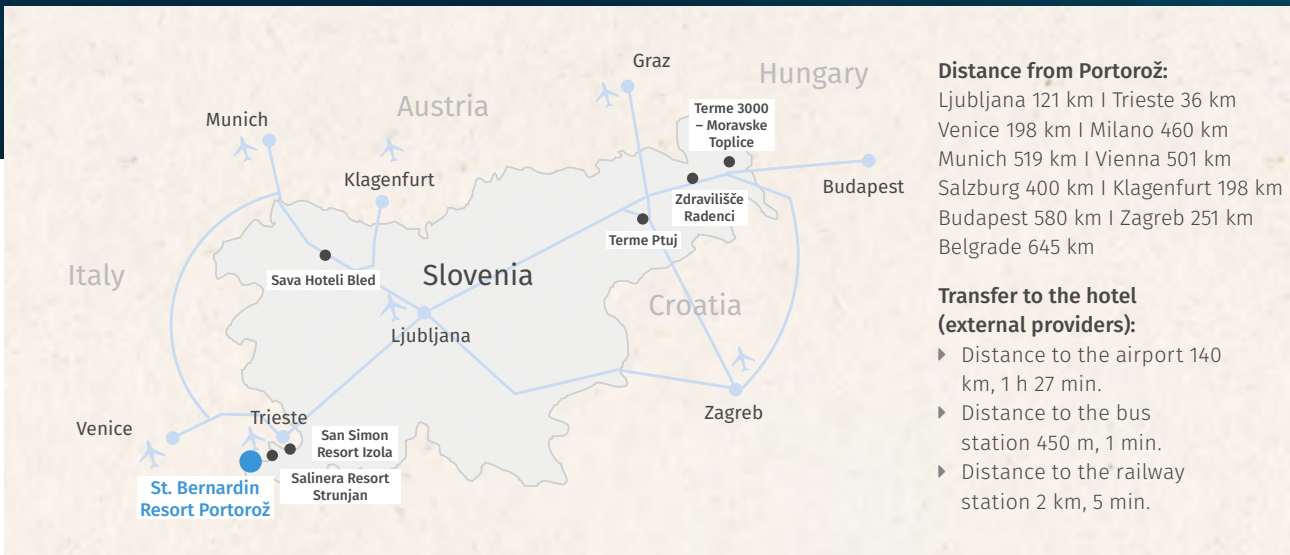 Graz
Hungary
Austria
Munich
Terme 3000
– Moravske
Toplice
Klagenfurt
Budapest
Zdravilišče
Radenci
Terme Ptuj
Italy
Sava Hoteli Bled
Slovenia
Croatia
Ljubljana
Venice
Trieste
Zagreb
San Simon
Resort Izola
Salinera Resort
Strunjan
St. Bernardin
Resort Portorož
Distance from Portorož:
Ljubljana 121 km I Trieste 36 km
Venice 198 km I Milano 460 km
Munich 519 km I Vienna 501 km
Salzburg 400 km I Klagenfurt 198 km
Budapest 580 km I Zagreb 251 km
Belgrade 645 km
Transfer to the hotel
(external providers):
Distance to the airport 140
km, 1 h 27 min.
Distance to the bus
station 450 m, 1 min.
Distance to the railway
station 2 km, 5 min.